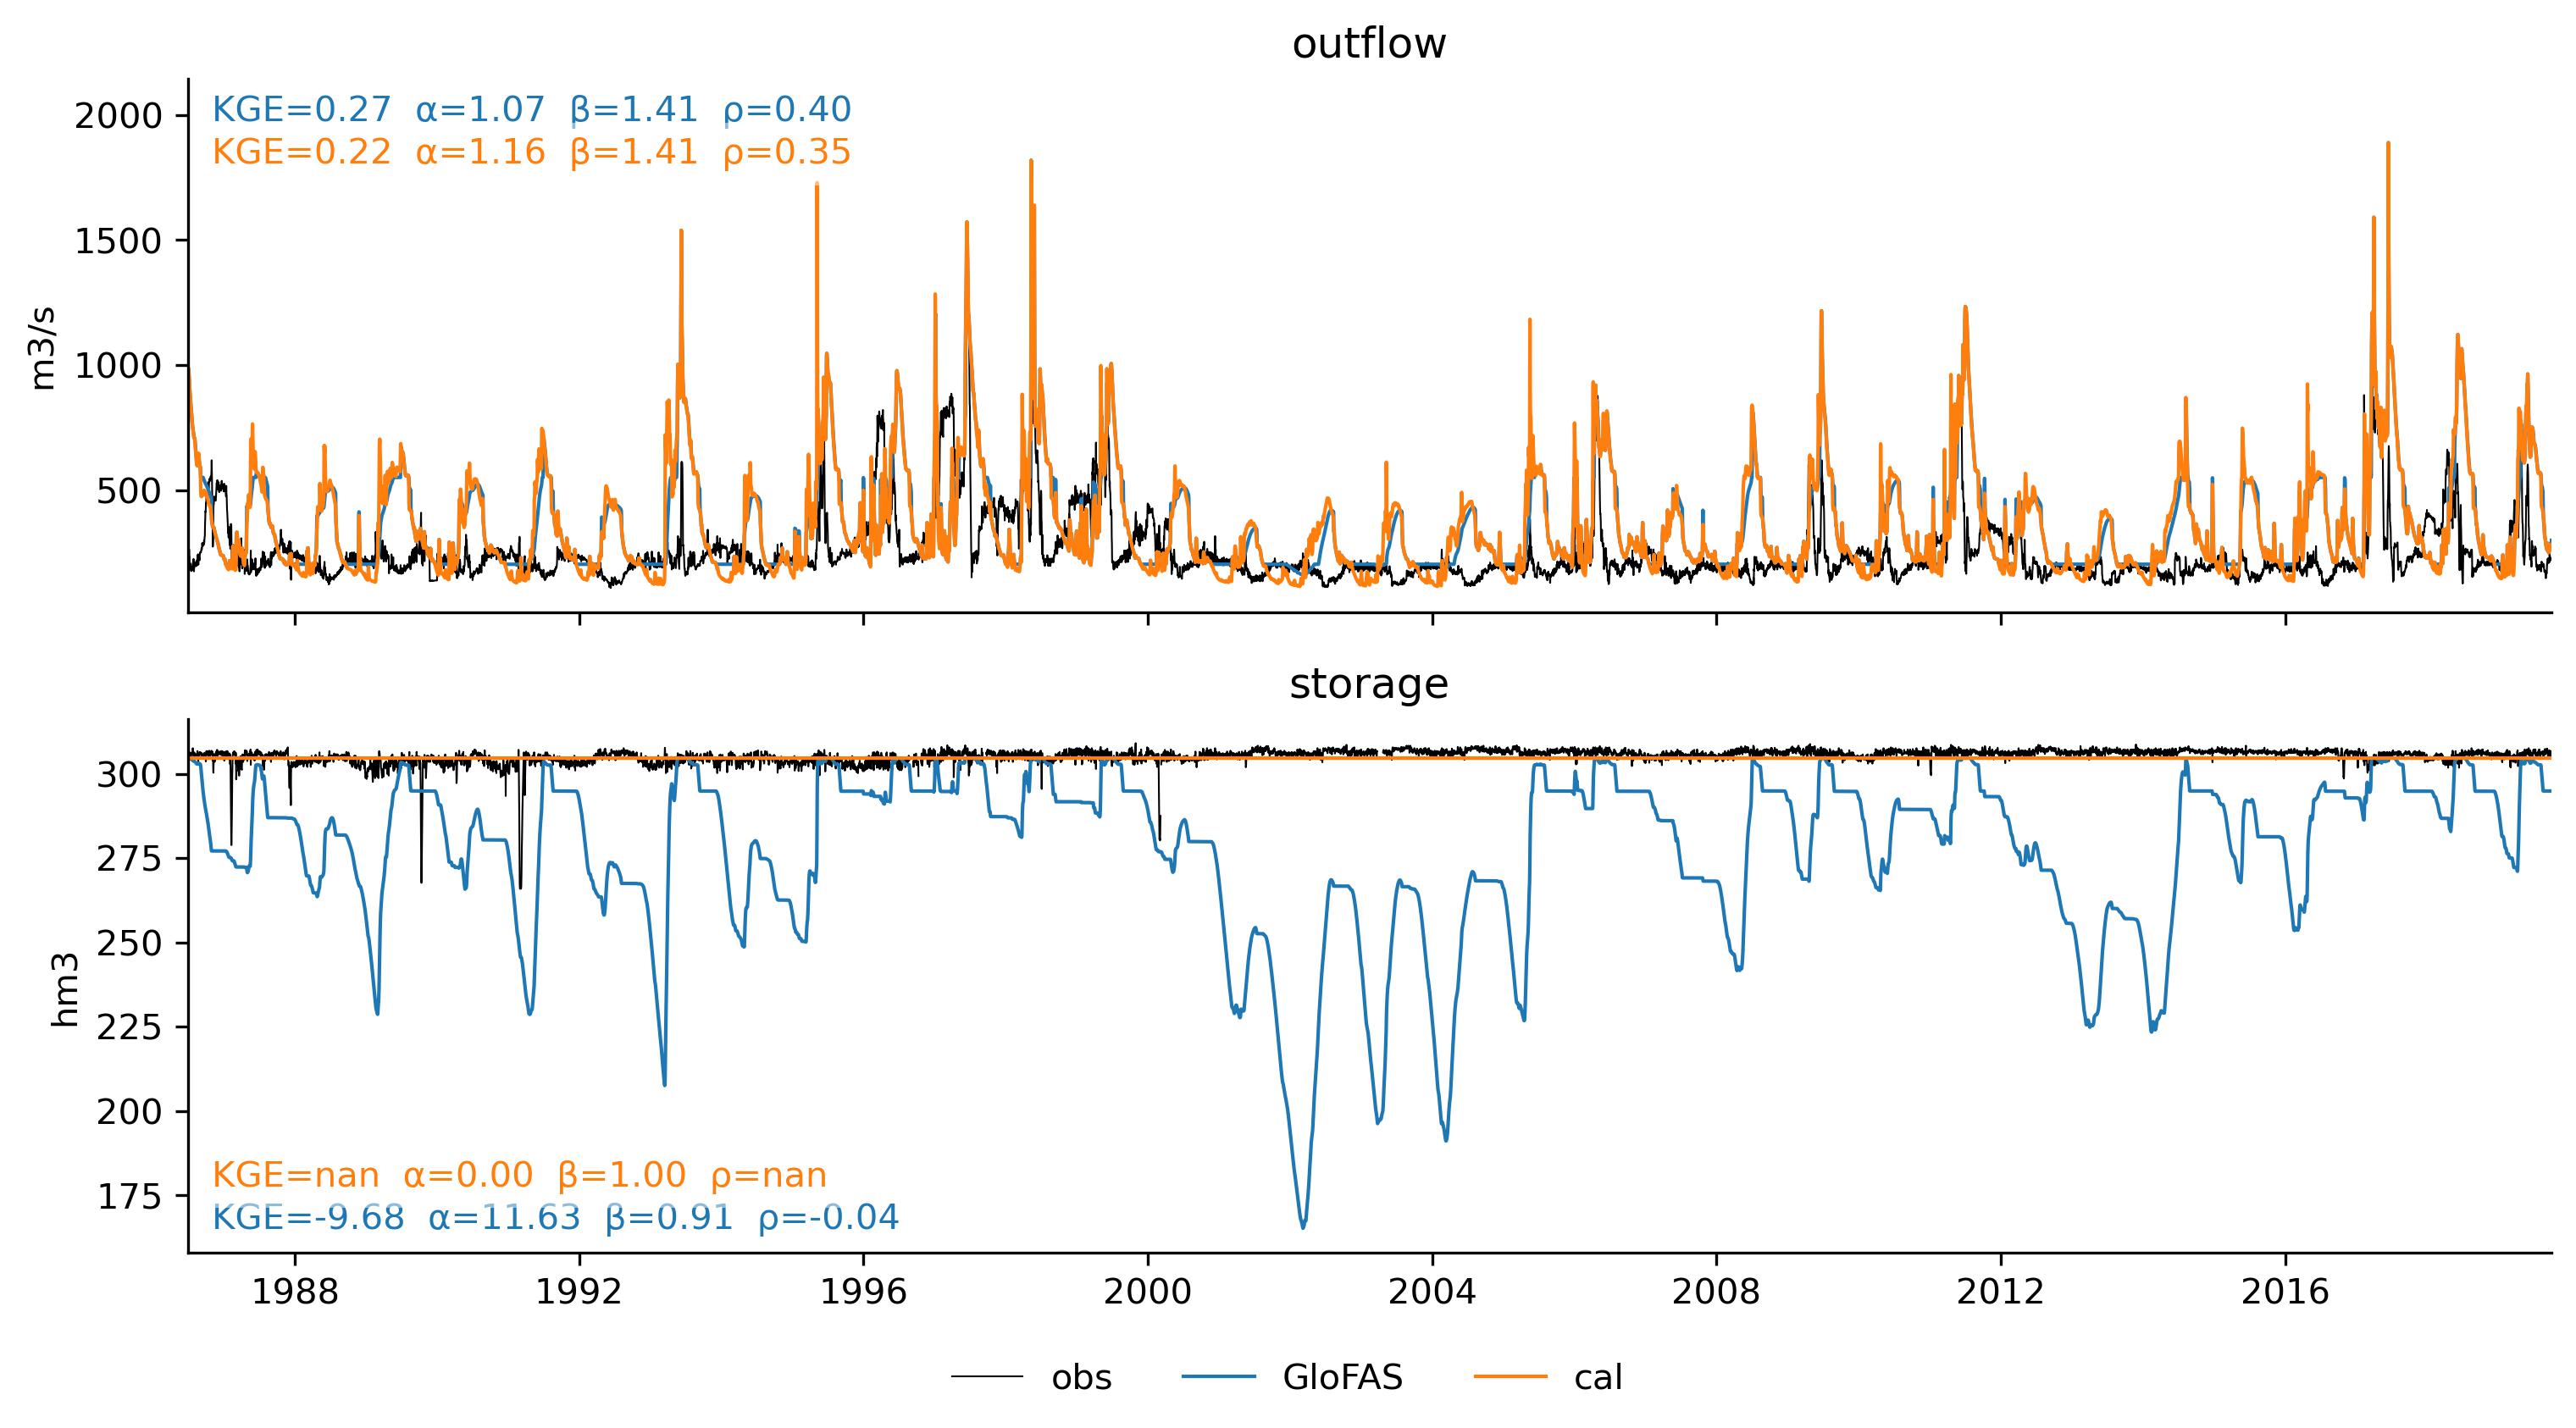 outflow
KGE=0.27 α=1.07 β=1.41 ρ=0.40
KGE=0.22 α=1.16 β=1.41 ρ=0.35
2000
1500
1000
500
m3/s
storage
300
275
250
225
200
175
hm3
KGE=nan α=0.00 β=1.00 ρ=nan
KGE=-9.68 α=11.63 β=0.91 ρ=-0.04
1988 1992 1996 2000 2004 2008 2012 2016
obs GloFAS cal